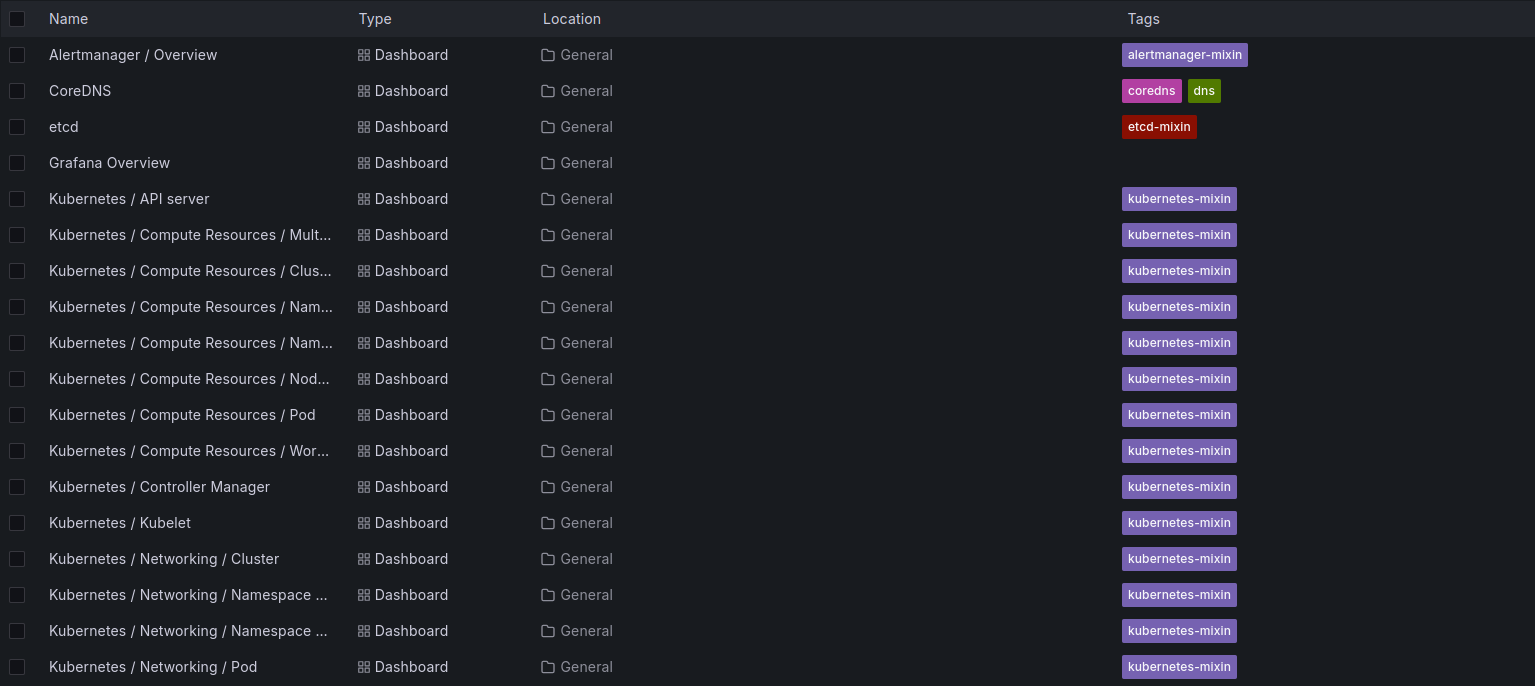 Name Type Location Tags
Alertmanager / Overview Dashboard General alertmanager-mixin
CoreDNS Dashboard General coredns dns
etcd Dashboard General etcd-mixin
Grafana Overview Dashboard General
Kubernetes / API server Dashboard General kubernetes-mixin
Kubernetes / Compute Resources / Mult... Dashboard General kubernetes-mixin
Kubernetes / Compute Resources / Clus... Dashboard General kubernetes-mixin
Kubernetes / Compute Resources / Nam... Dashboard General kubernetes-mixin
Kubernetes / Compute Resources / Nam... Dashboard General kubernetes-mixin
Kubernetes / Compute Resources / Nod... Dashboard General kubernetes-mixin
Kubernetes / Compute Resources / Pod Dashboard General kubernetes-mixin
Kubernetes / Compute Resources / Wor... Dashboard General kubernetes-mixin
Kubernetes / Controller Manager Dashboard General kubernetes-mixin
Kubernetes / Kubelet Dashboard General kubernetes-mixin
Kubernetes / Networking / Cluster Dashboard General kubernetes-mixin
Kubernetes / Networking / Namespace ... Dashboard General kubernetes-mixin
Kubernetes / Networking / Namespace ... Dashboard General kubernetes-mixin
Kubernetes / Networking / Pod Dashboard General kubernetes-mixin